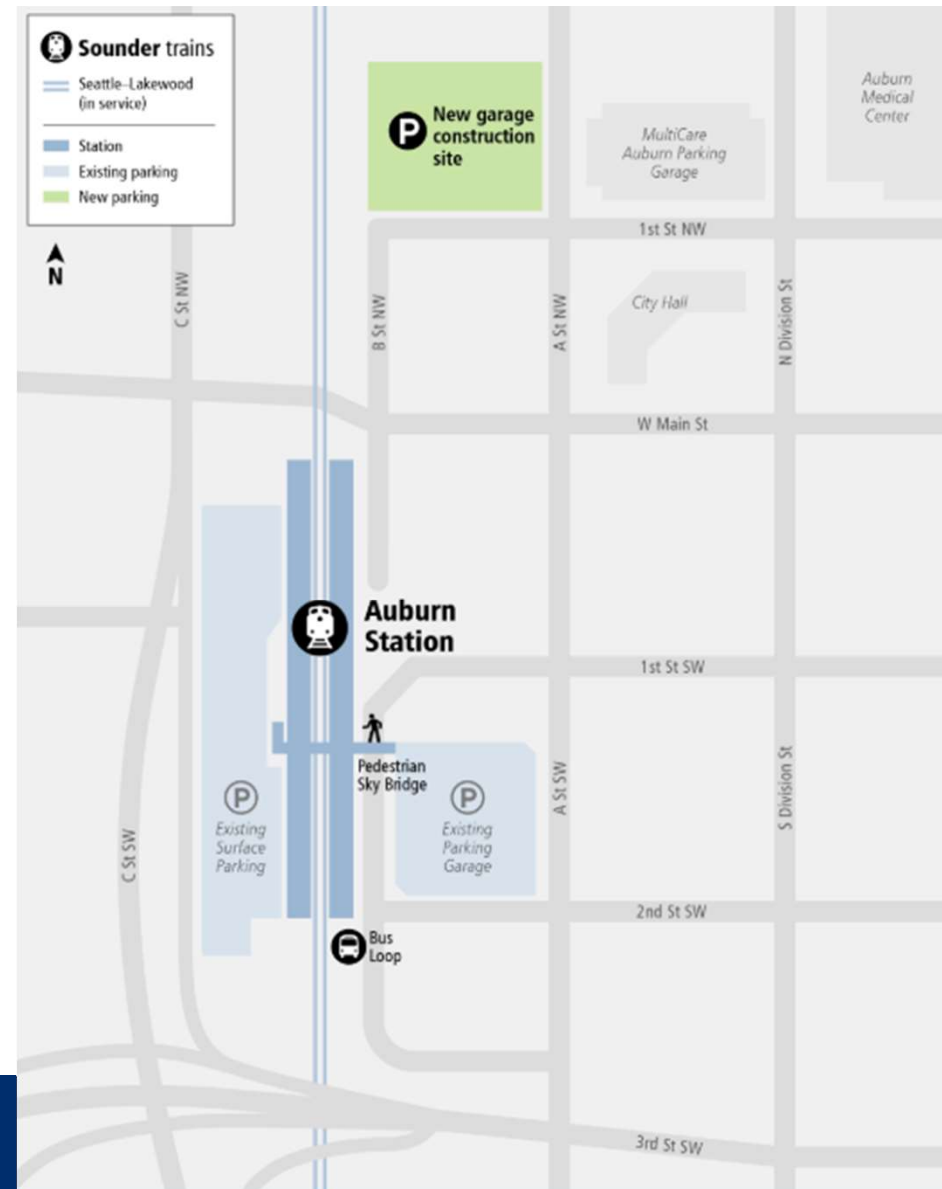 Sounder trains
Seattle–Lakewood
(in service)
Station
Existing parking
New parking
N
P
New garage
construction
site
MultiCare
Auburn Parking
Garage
Auburn
Medical
Center
1st St NW
C St NW
B St NW
A St NW
City Hall
N Division St
W Main St
Auburn
Station
1st St SW
Pedestrian
Sky Bridge
P
Existing
Surface
Parking
P
Existing
Parking
Garage
A St SW
S Division St
C St SW
2nd St SW
Bus
Loop
3rd St SW